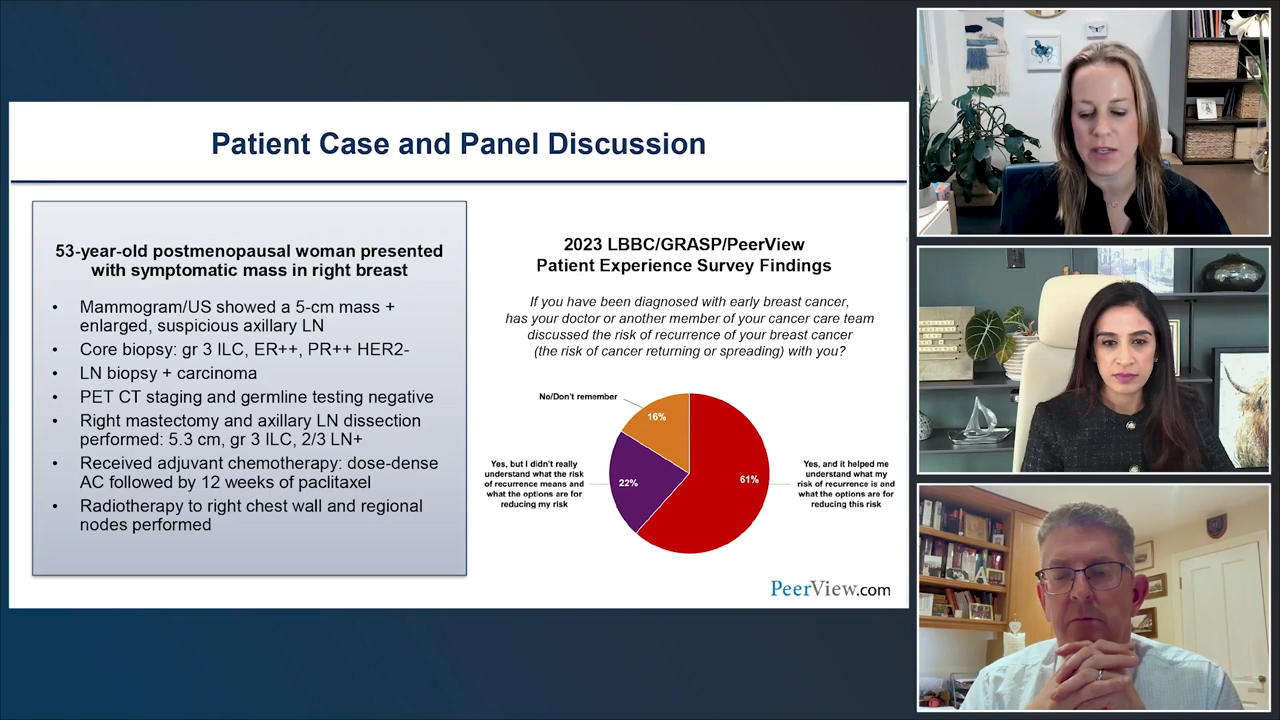 Patient Case and Panel Discussion
53-year-old postmenopausal woman presented
with symptomatic mass in right breast
• Mammogram/US showed a 5-cm mass +
enlarged, suspicious axillary LN
• Core biopsy: gr 3 ILC, ER++, PR++ HER2-
• LN biopsy + carcinoma
• PET CT staging and germline testing negative
• Right mastectomy and axillary LN dissection
performed: 5.3 cm, gr 3 ILC, 2/3 LN+
• Received adjuvant chemotherapy: dose-dense
AC followed by 12 weeks of paclitaxel
• Radiotherapy to right chest wall and regional
nodes performed
2023 LBBC/GRASP/PeerView
Patient Experience Survey Findings
If you have been diagnosed with early breast cancer,
has your doctor or another member of your cancer care team
discussed the risk of recurrence of your breast cancer
(the risk of cancer returning or spreading) with you?
No/Don't remember
16%
Yes, but I didn't really
understand what the risk
of recurrence means and
what the options are for
reducing my risk
22%
61%
Yes, and it helped me
understand what my
risk of recurrence is and
what the options are for
reducing this risk
PeerView.com